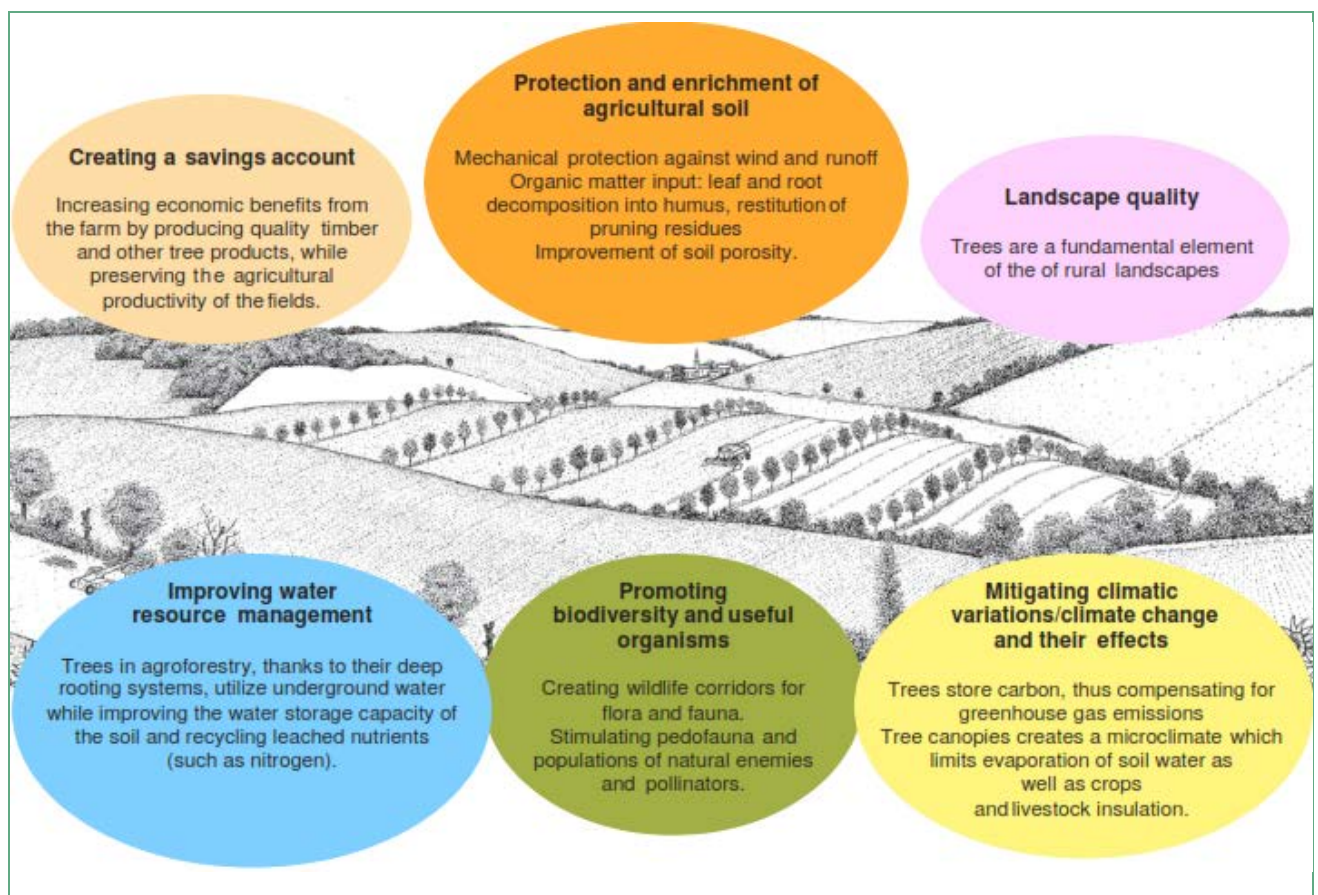 Creating a savings account
Increasing economic benefits from
the farm by producing quality timber
and other tree products, while
preserving the agricultural
productivity of the fields.
Protection and enrichment of
agricultural soil
Mechanical protection against wind and runoff
Organic matter input: leaf and root
decomposition into humus, restitution of
pruning residues
Improvement of soil porosity.
Landscape quality
Trees are a fundamental element
of the of rural landscapes
Improving water
resource management
Trees in agroforestry, thanks to their deep
rooting systems, utilize underground water
while improving the water storage capacity of
the soil and recycling leached nutrients
(such as nitrogen).
Promoting
biodiversity and useful
organisms
Creating wildlife corridors for
flora and fauna.
Stimulating pedofauna and
populations of natural enemies
and pollinators.
Mitigating climatic
variations/climate change
and their effects
Trees store carbon, thus compensating for
greenhouse gas emissions
Tree canopies creates a microclimate which
limits evaporation of soil water as
well as crops
and livestock insulation.